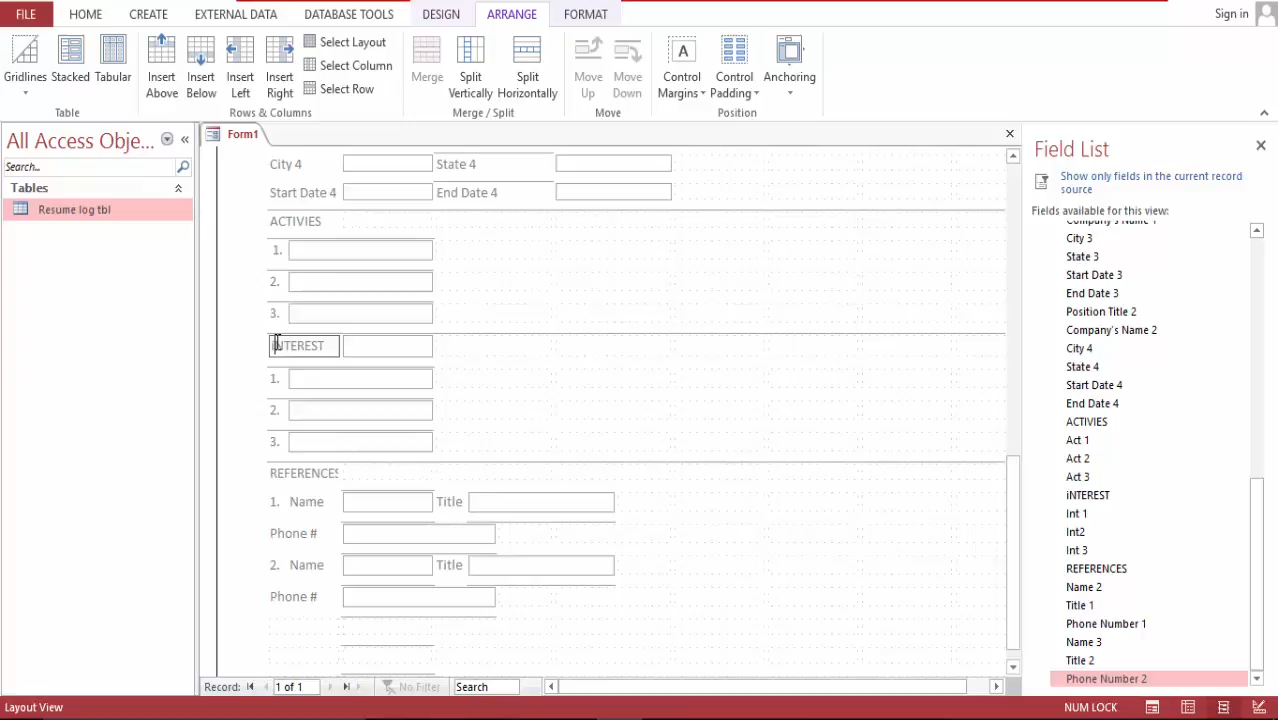 FILE HOME CREATE EXTERNAL DATA DATABASE TOOLS DESIGN ARRANGE FORMAT Sign in
Gridlines Stacked Tabular
Table
Insert Above Insert Below Insert Left Insert Right
Select Layout
Select Column
Select Row
Rows & Columns
Merge Split Vertically Split Horizontally
Merge / Split
Move Up Move Down
Move
Control Margins Control Padding Anchoring
Position
All Access Obje...
Search...
Tables
Resume log tbl
Form1
City 4 State 4
Start Date 4 End Date 4
ACTIVIES
1.
2.
3.
INTEREST
1.
2.
3.
REFERENCES
1. Name Title
Phone #
2. Name Title
Phone #
Record: 1 of 1 No Filter Search
Field List
Show only fields in the current record source
Fields available for this view:
Company's Name 1
City 3
State 3
Start Date 3
End Date 3
Position Title 2
Company's Name 2
City 4
State 4
Start Date 4
End Date 4
ACTIVIES
Act 1
Act 2
Act 3
iNTEREST
Int 1
Int2
Int 3
REFERENCES
Name 2
Title 1
Phone Number 1
Name 3
Title 2
Phone Number 2
Layout View NUM LOCK